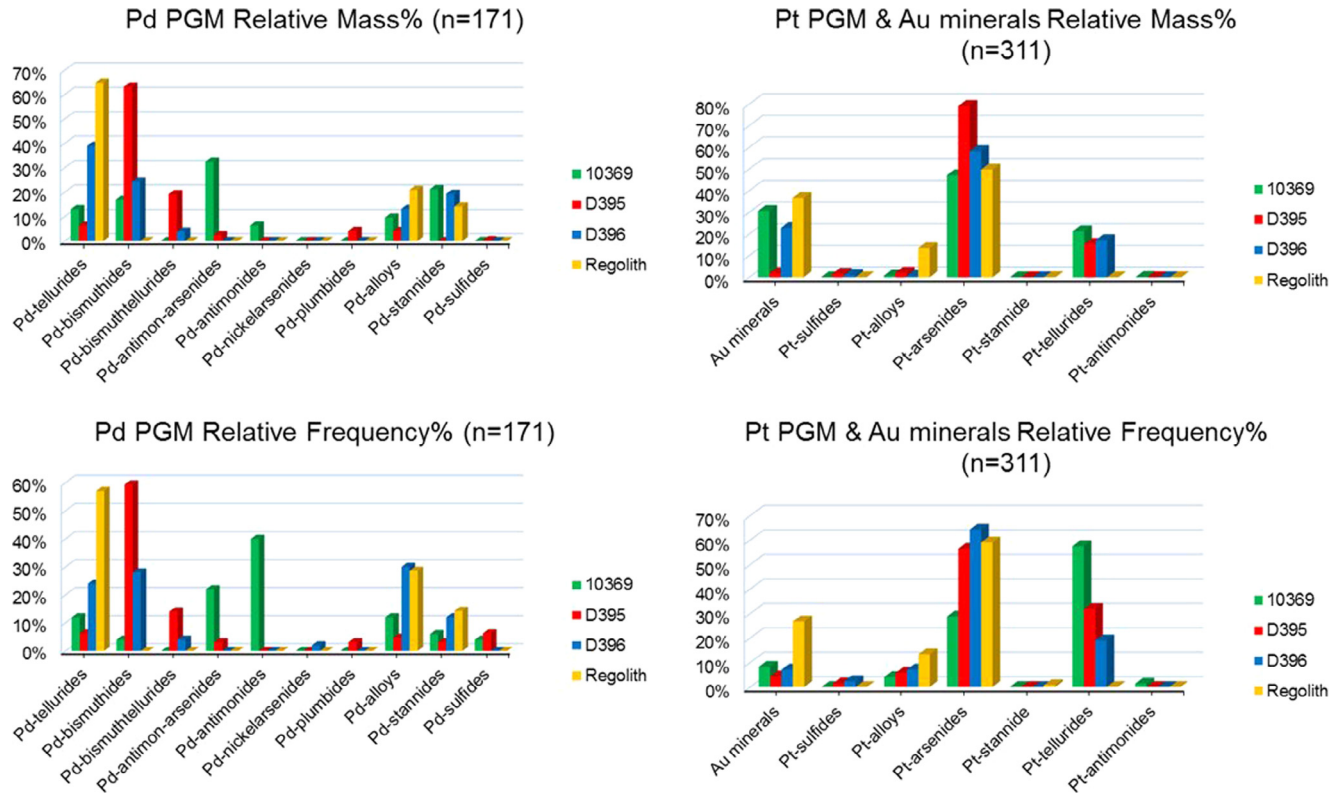 Pd PGM Relative Mass% (n=171)
70%
60%
50%
40%
30%
20%
10%
0%
Pd-tellurides
Pd-bismuthides
Pd-bismuthtellurides
Pd-antimon-arsenides
Pd-antimonides
Pd-nickelarsenides
Pd-plumbides
Pd-alloys
Pd-stannides
Pd-sulfides
10369
D395
D396
Regolith
Pt PGM & Au minerals Relative Mass%
(n=311)
80%
70%
60%
50%
40%
30%
20%
10%
0%
Au minerals
Pt-sulfides
Pt-alloys
Pt-arsenides
Pt-stannide
Pt-tellurides
Pt-antimonides
10369
D395
D396
Regolith
Pd PGM Relative Frequency% (n=171)
60%
50%
40%
30%
20%
10%
0%
Pd-tellurides
Pd-bismuthides
Pd-bismuthtellurides
Pd-antimon-arsenides
Pd-antimonides
Pd-nickelarsenides
Pd-plumbides
Pd-alloys
Pd-stannides
Pd-sulfides
10369
D395
D396
Regolith
Pt PGM & Au minerals Relative Frequency%
(n=311)
70%
60%
50%
40%
30%
20%
10%
0%
Au minerals
Pt-sulfides
Pt-alloys
Pt-arsenides
Pt-stannide
Pt-tellurides
Pt-antimonides
10369
D395
D396
Regolith